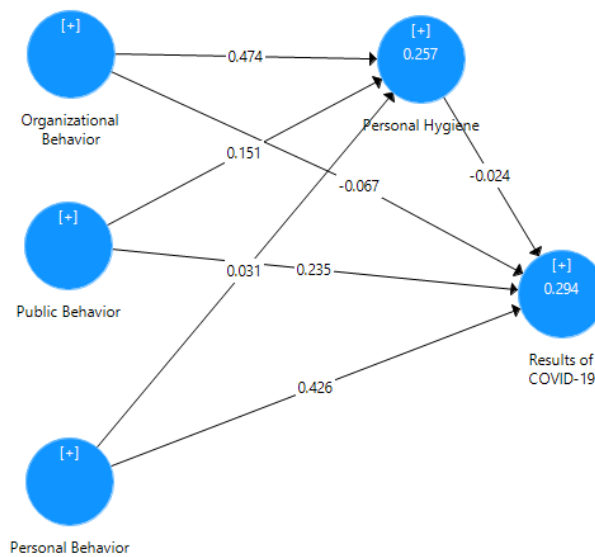 [+]
Organizational
Behavior
[+]
0.257
Personal Hygiene
0.474
0.151
-0.067
-0.024
[+]
Public Behavior
0.031
0.235
[+]
0.294
Results of
COVID-19
0.426
[+]
Personal Behavior